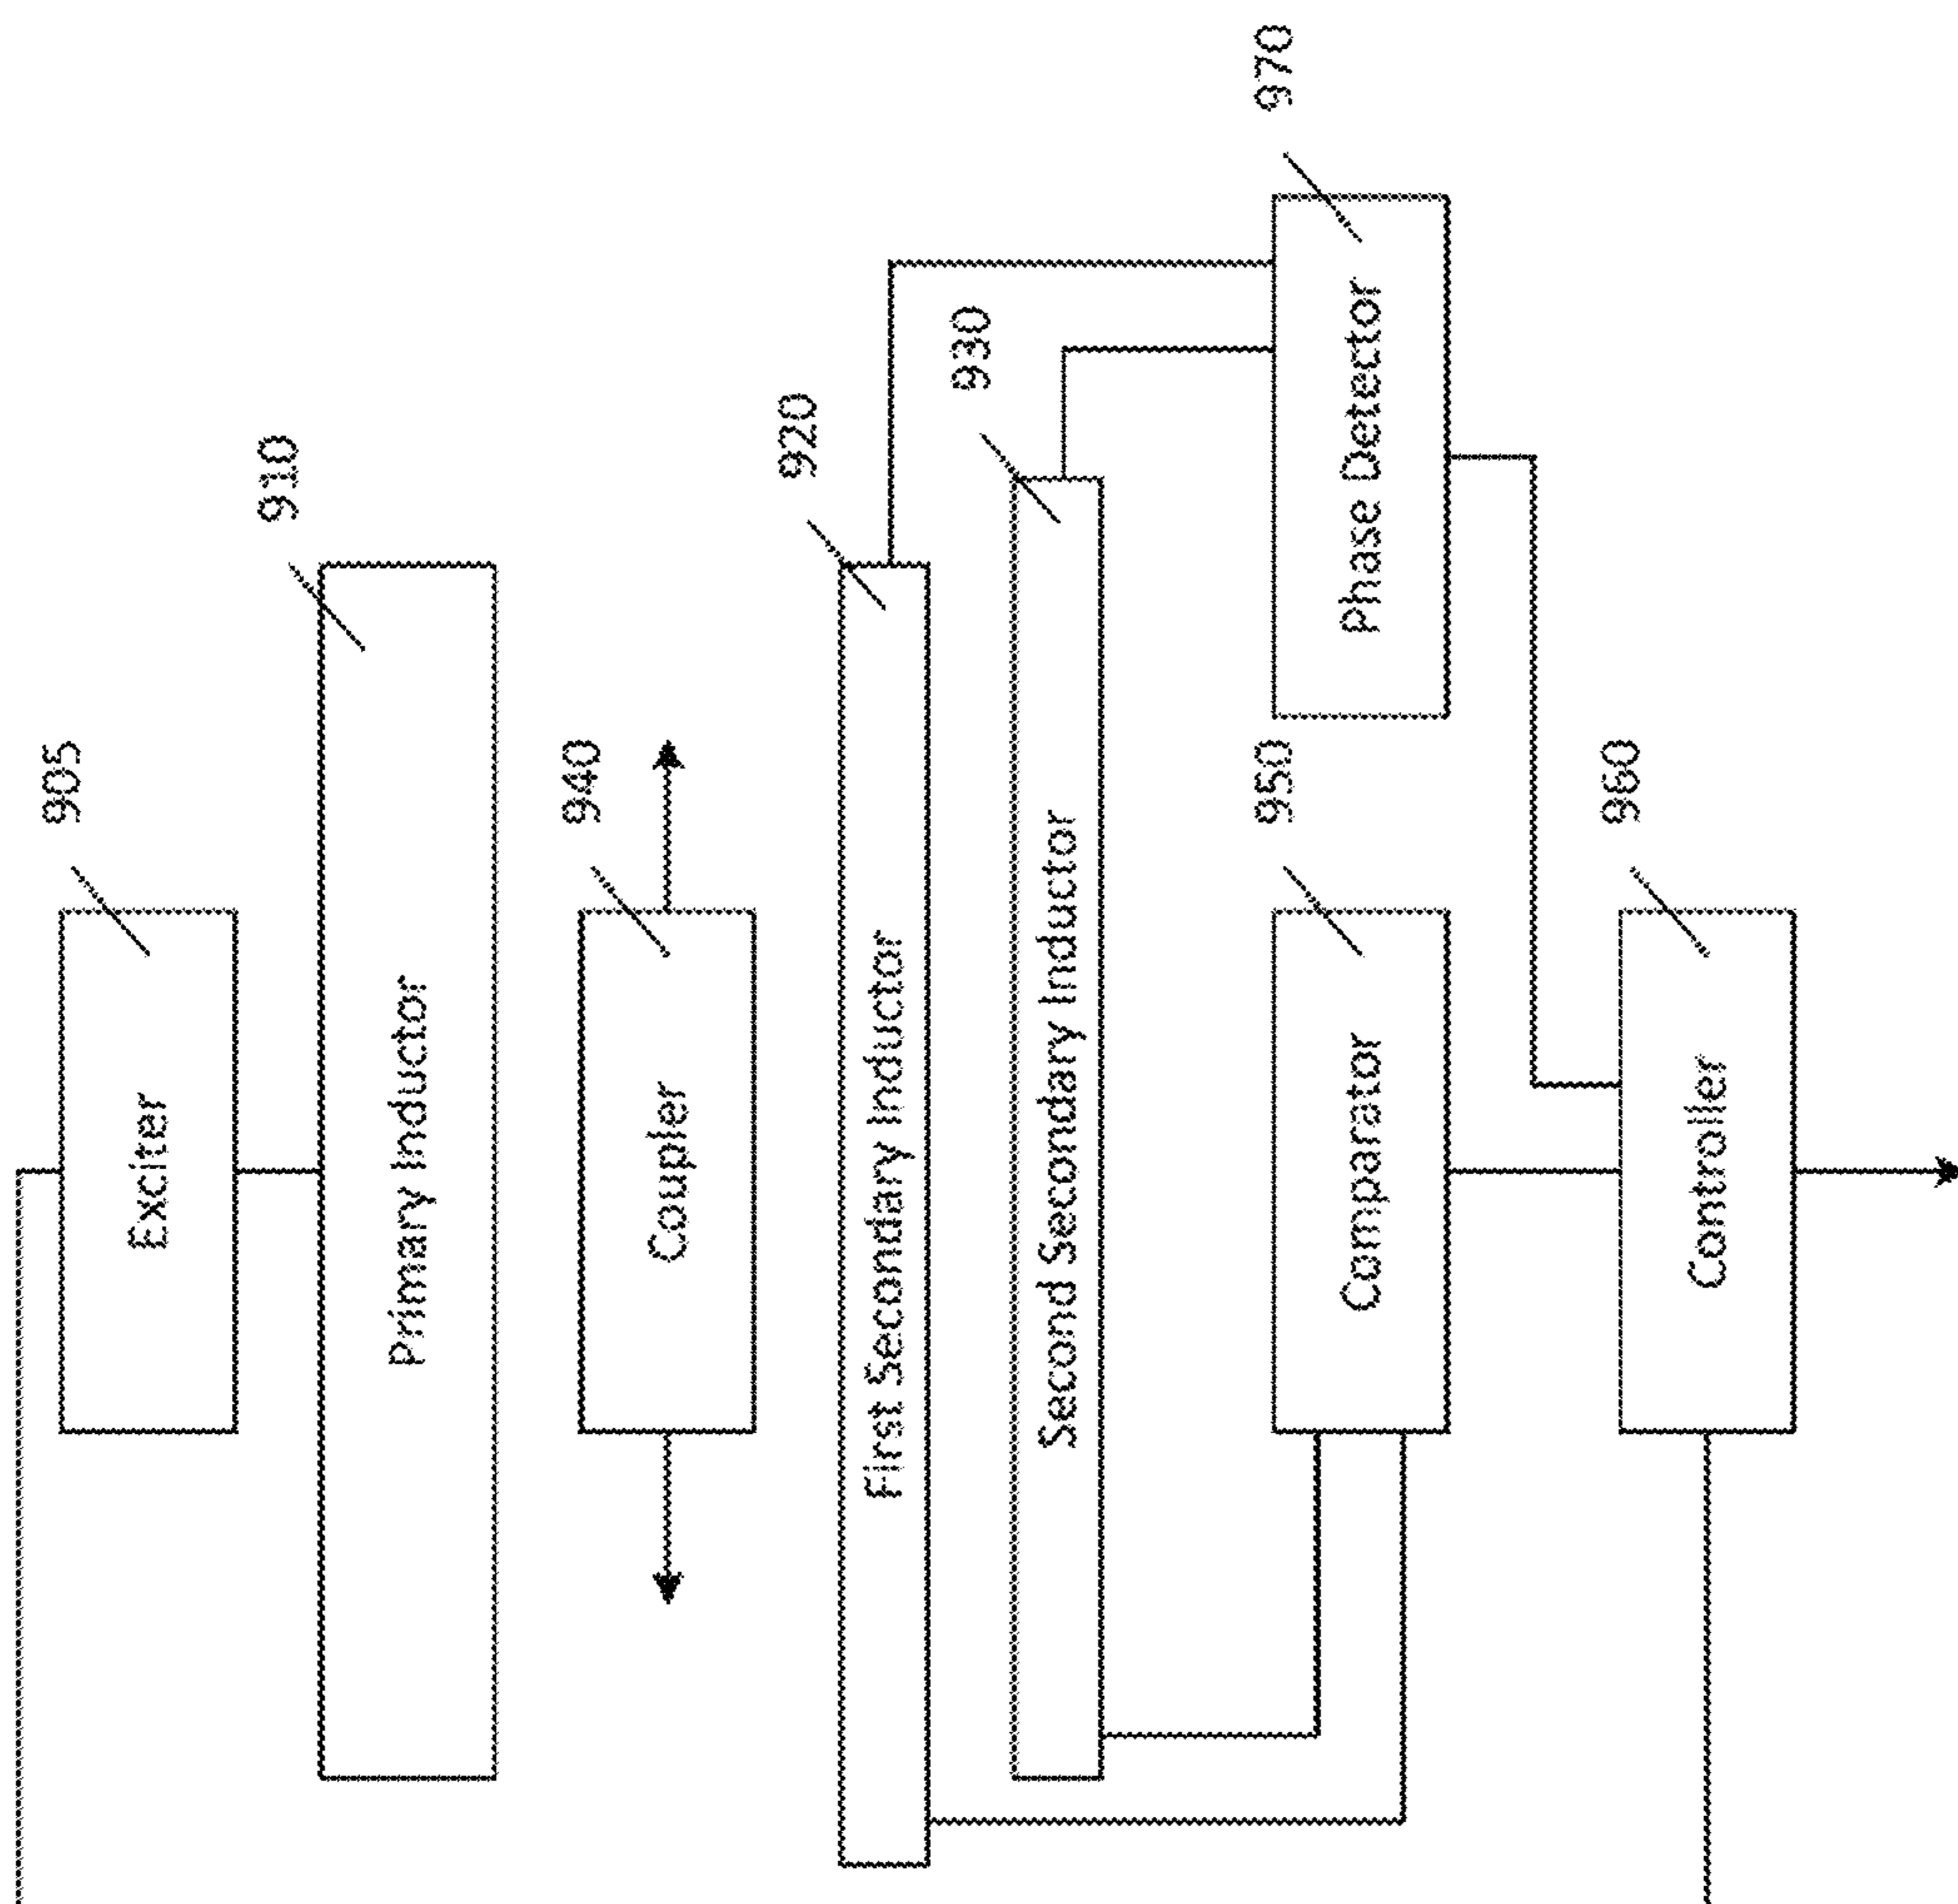 905
Exciter
910
Primary Inductor
940
Coupler
920
First Secondary Inductor
930
Second Secondary Inductor
970
Phase Detector
950
Comparator
960
Controller